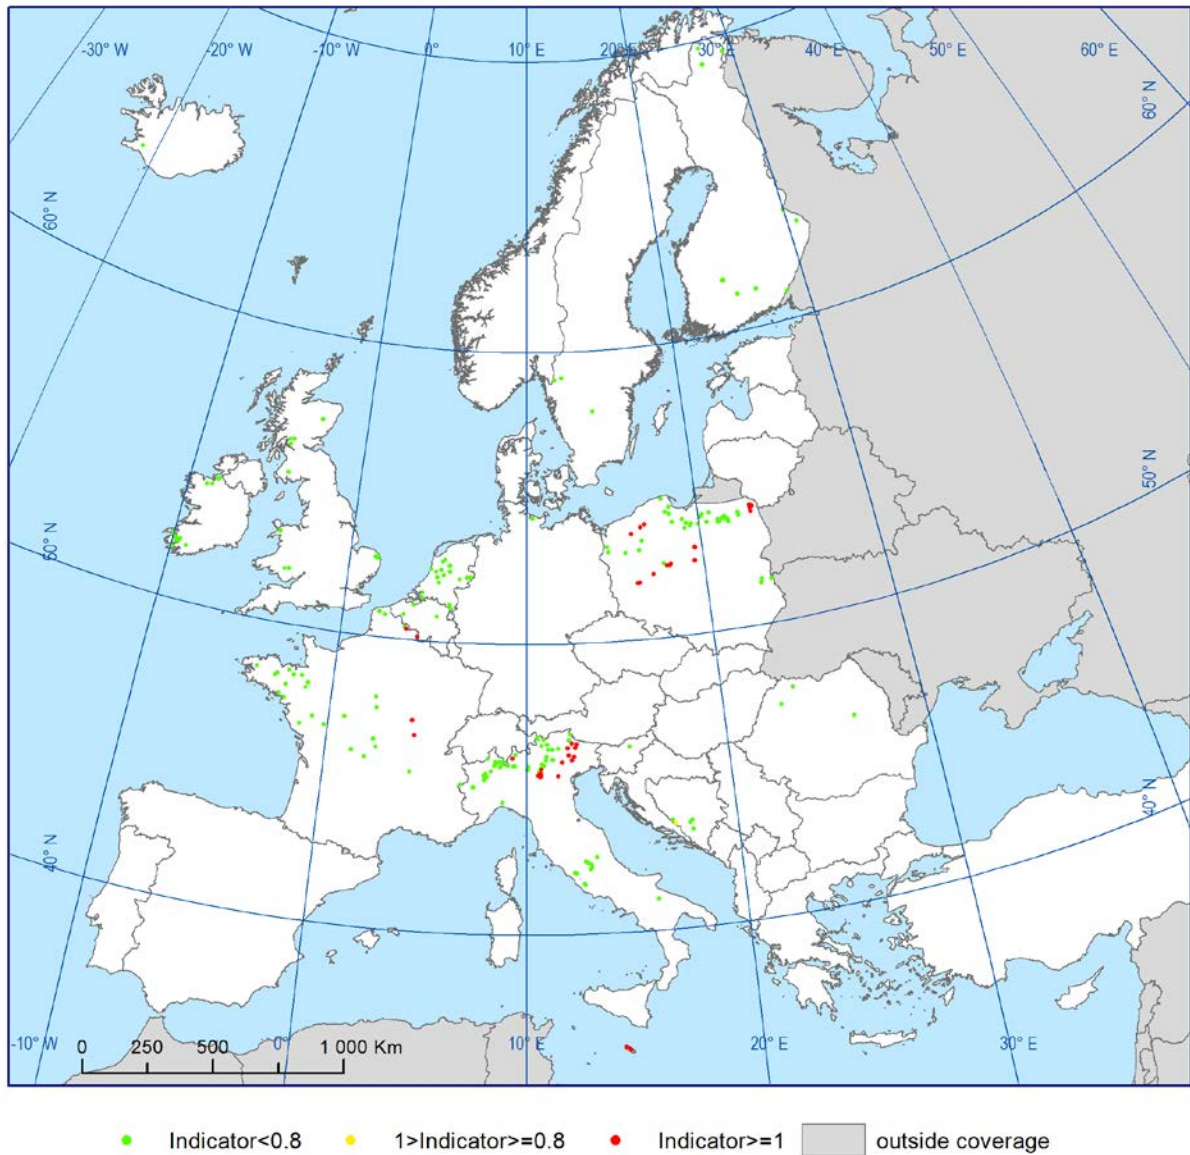 -30° W -20° W -10° W 0° 10° E 20° E 30° E 40° E 50° E 60° E
60° N
60° N
50° N
50° N
40° N
40° N
-10° W 0° 10° E 20° E 30° E
0 250 500 1 000 Km
Indicator<0.8 1>Indicator>=0.8 Indicator>=1 outside coverage